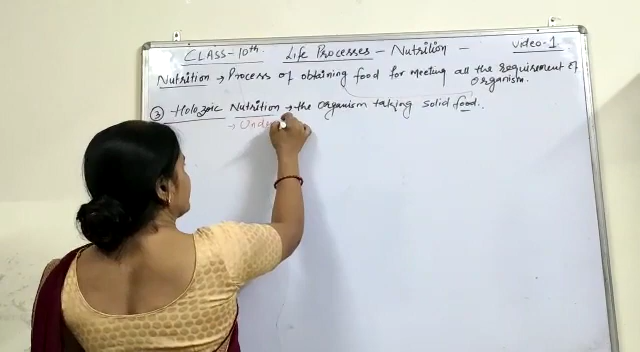 CLASS-10th. Life Processes - Nutrition - Video-1
Nutrition → Process of obtaining food for meeting all the requirement of
organism.
③ Holozoic Nutrition → the organism taking solid food.
→ Unde